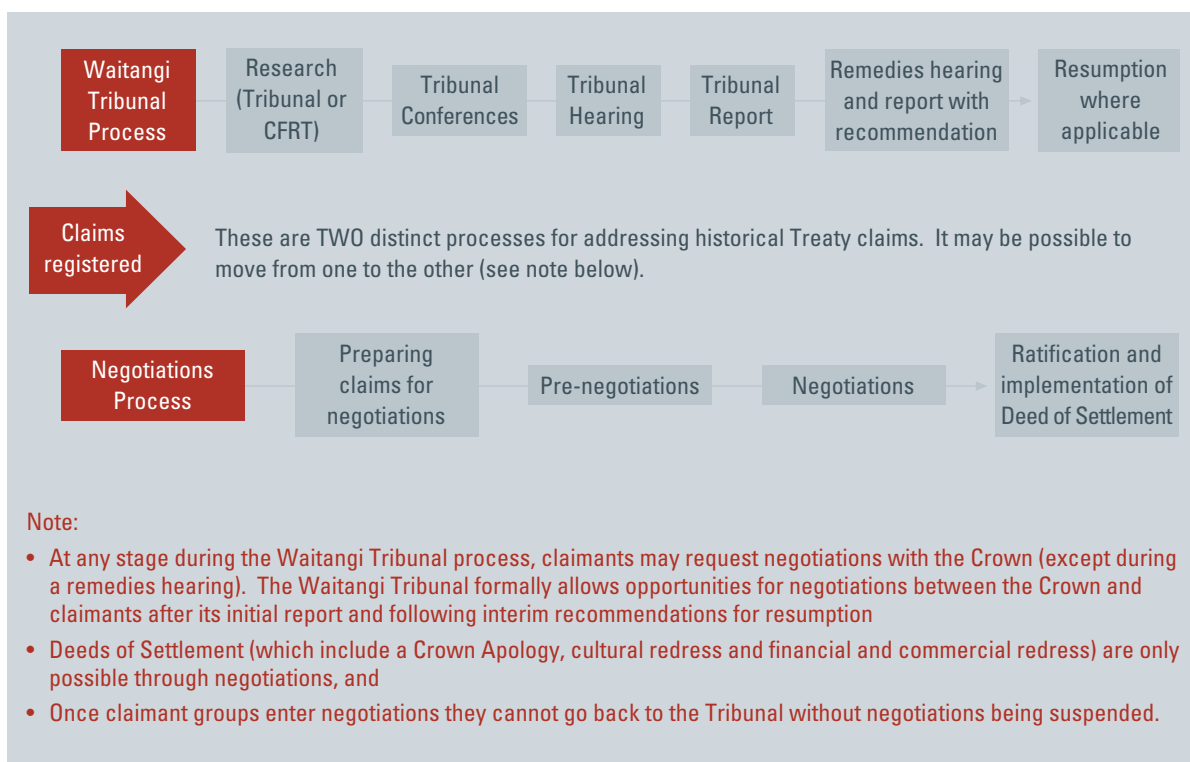 Waitangi
Tribunal
Process
Research
(Tribunal or
CFRT)
Tribunal
Conferences
Tribunal
Hearing
Tribunal
Report
Remedies hearing
and report with
recommendation
Resumption
where
applicable
Claims
registered
These are TWO distinct processes for addressing historical Treaty claims.  It may be possible to
move from one to the other (see note below).
Negotiations
Process
Preparing
claims for
negotiations
Pre-negotiations
Negotiations
Ratification and
implementation of
Deed of Settlement
Note:
• At any stage during the Waitangi Tribunal process, claimants may request negotiations with the Crown (except during
a remedies hearing).  The Waitangi Tribunal formally allows opportunities for negotiations between the Crown and
claimants after its initial report and following interim recommendations for resumption
• Deeds of Settlement (which include a Crown Apology, cultural redress and financial and commercial redress) are only
possible through negotiations, and
• Once claimant groups enter negotiations they cannot go back to the Tribunal without negotiations being suspended.